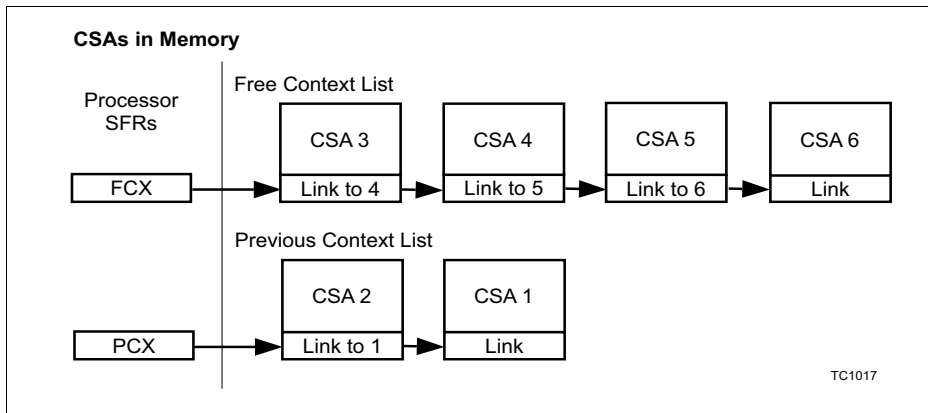 CSAs in Memory
Processor
SFRs
Free Context List
CSA 3
CSA 4
CSA 5
CSA 6
FCX
Link to 4
Link to 5
Link to 6
Link
Previous Context List
CSA 2
CSA 1
PCX
Link to 1
Link
TC1017